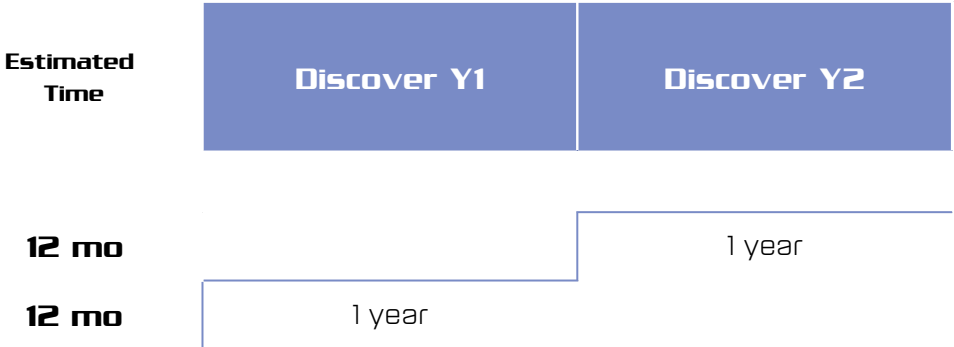 Estimated
Time
Discover Y1
Discover Y2
12 mo
1 year
12 mo
1 year